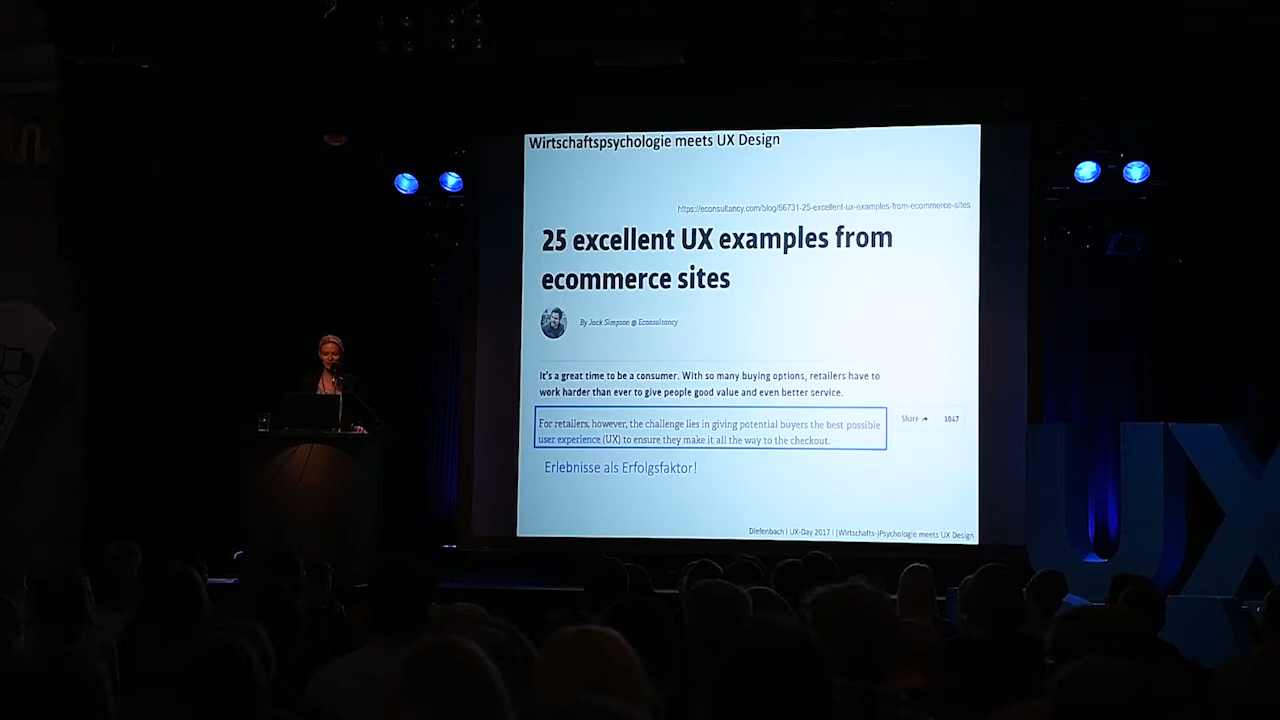 Wirtschaftspsychologie meets UX Design
https://econsultancy.com/blog/66731-25-excellent-ux-examples-from-ecommerce-sites
25 excellent UX examples from
ecommerce sites
By Jack Simpson @ Econsultancy
It's a great time to be a consumer. With so many buying options, retailers have to
work harder than ever to give people good value and even better service.
For retailers, however, the challenge lies in giving potential buyers the best possible
user experience (UX) to ensure they make it all the way to the checkout.
Share 1047
Erlebnisse als Erfolgsfaktor!
Diefenbach | UX-Day 2017 | (Wirtschafts-)Psychologie meets UX Design
UX